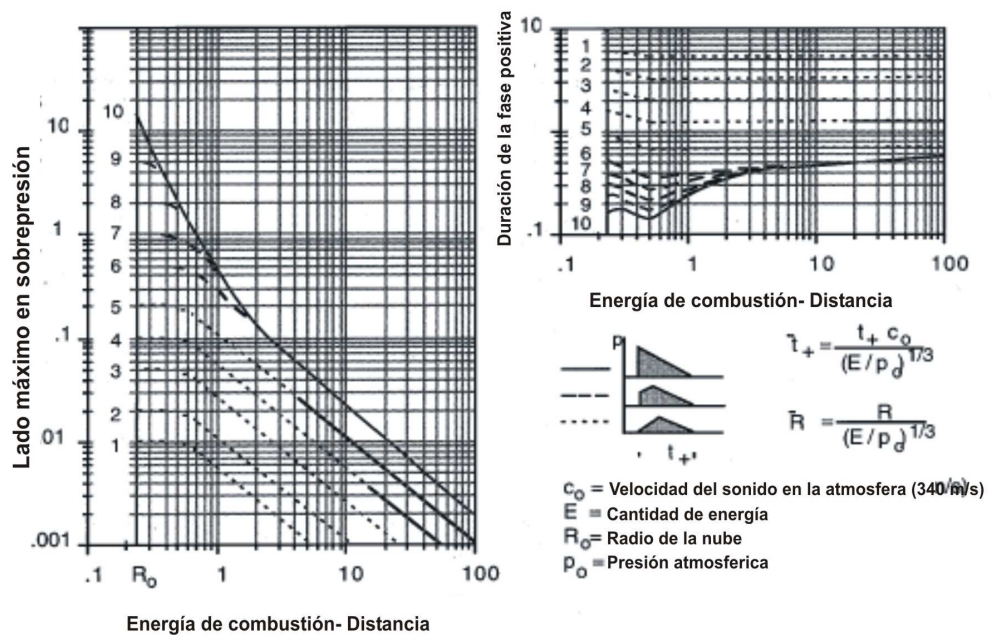 Lado máximo en sobrepresión
10
1
.1
.01
.001
10
9
8
7
6
5
4
3
2
1
.1
R₀
1
10
100
Energía de combustión- Distancia
Duración de la fase positiva
10
1
.1
1
2
3
4
5
6
7
8
9
10
.1
1
10
100
Energía de combustión- Distancia
p
t₊
t̄₊ = t₊ c₀ / (E / p₀)^1/3
R̄ = R / (E / p₀)^1/3
c₀ = Velocidad del sonido en la atmosfera (340 m/s)
E = Cantidad de energía
R₀= Radio de la nube
p₀= Presión atmosferica